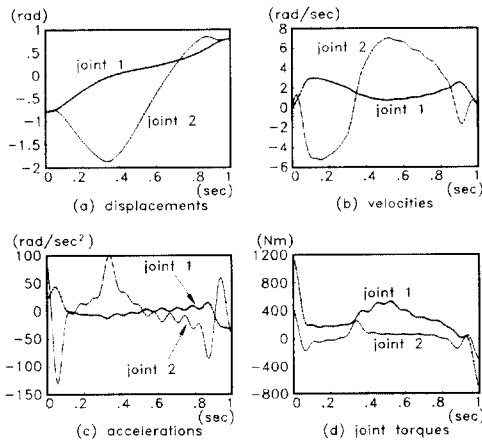 (rad)
1
.5
0
-.5
-1
-1.5
-2
joint 1
joint 2
0 .2 .4 .6 .8 1
(sec)
(a) displacements
(rad/sec)
8
6
4
2
0
-2
-4
-6
joint 2
joint 1
0 .2 .4 .6 .8 1
(sec)
(b) velocities
(rad/sec²)
100
50
0
-50
-100
-150
joint 1
joint 2
0 .2 .4 .6 .8 1
(sec)
(c) accelerations
(Nm)
1200
800
400
0
-400
-800
joint 1
joint 2
0 .2 .4 .6 .8 1
(sec)
(d) joint torques